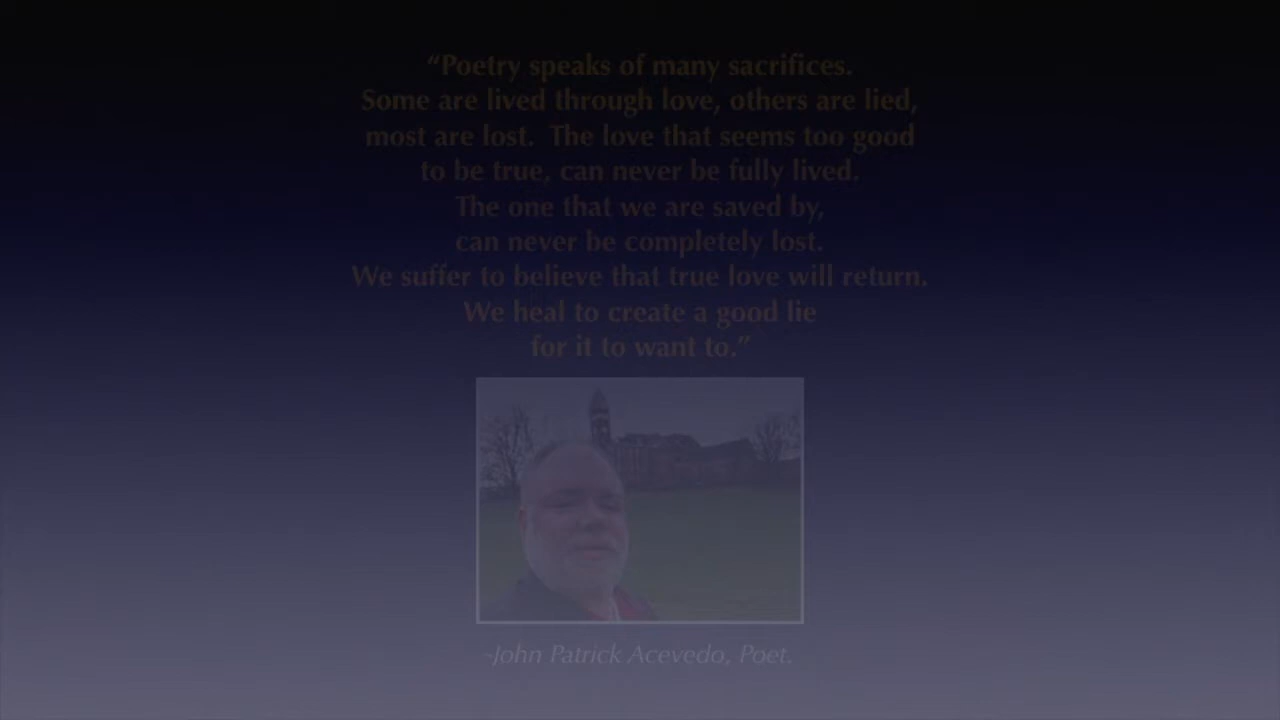 “Poetry speaks of many sacrifices.
Some are lived through love, others are lied,
most are lost.  The love that seems too good
to be true, can never be fully lived.
The one that we are saved by,
can never be completely lost.
We suffer to believe that true love will return.
We heal to create a good lie
for it to want to.”
~John Patrick Acevedo, Poet.